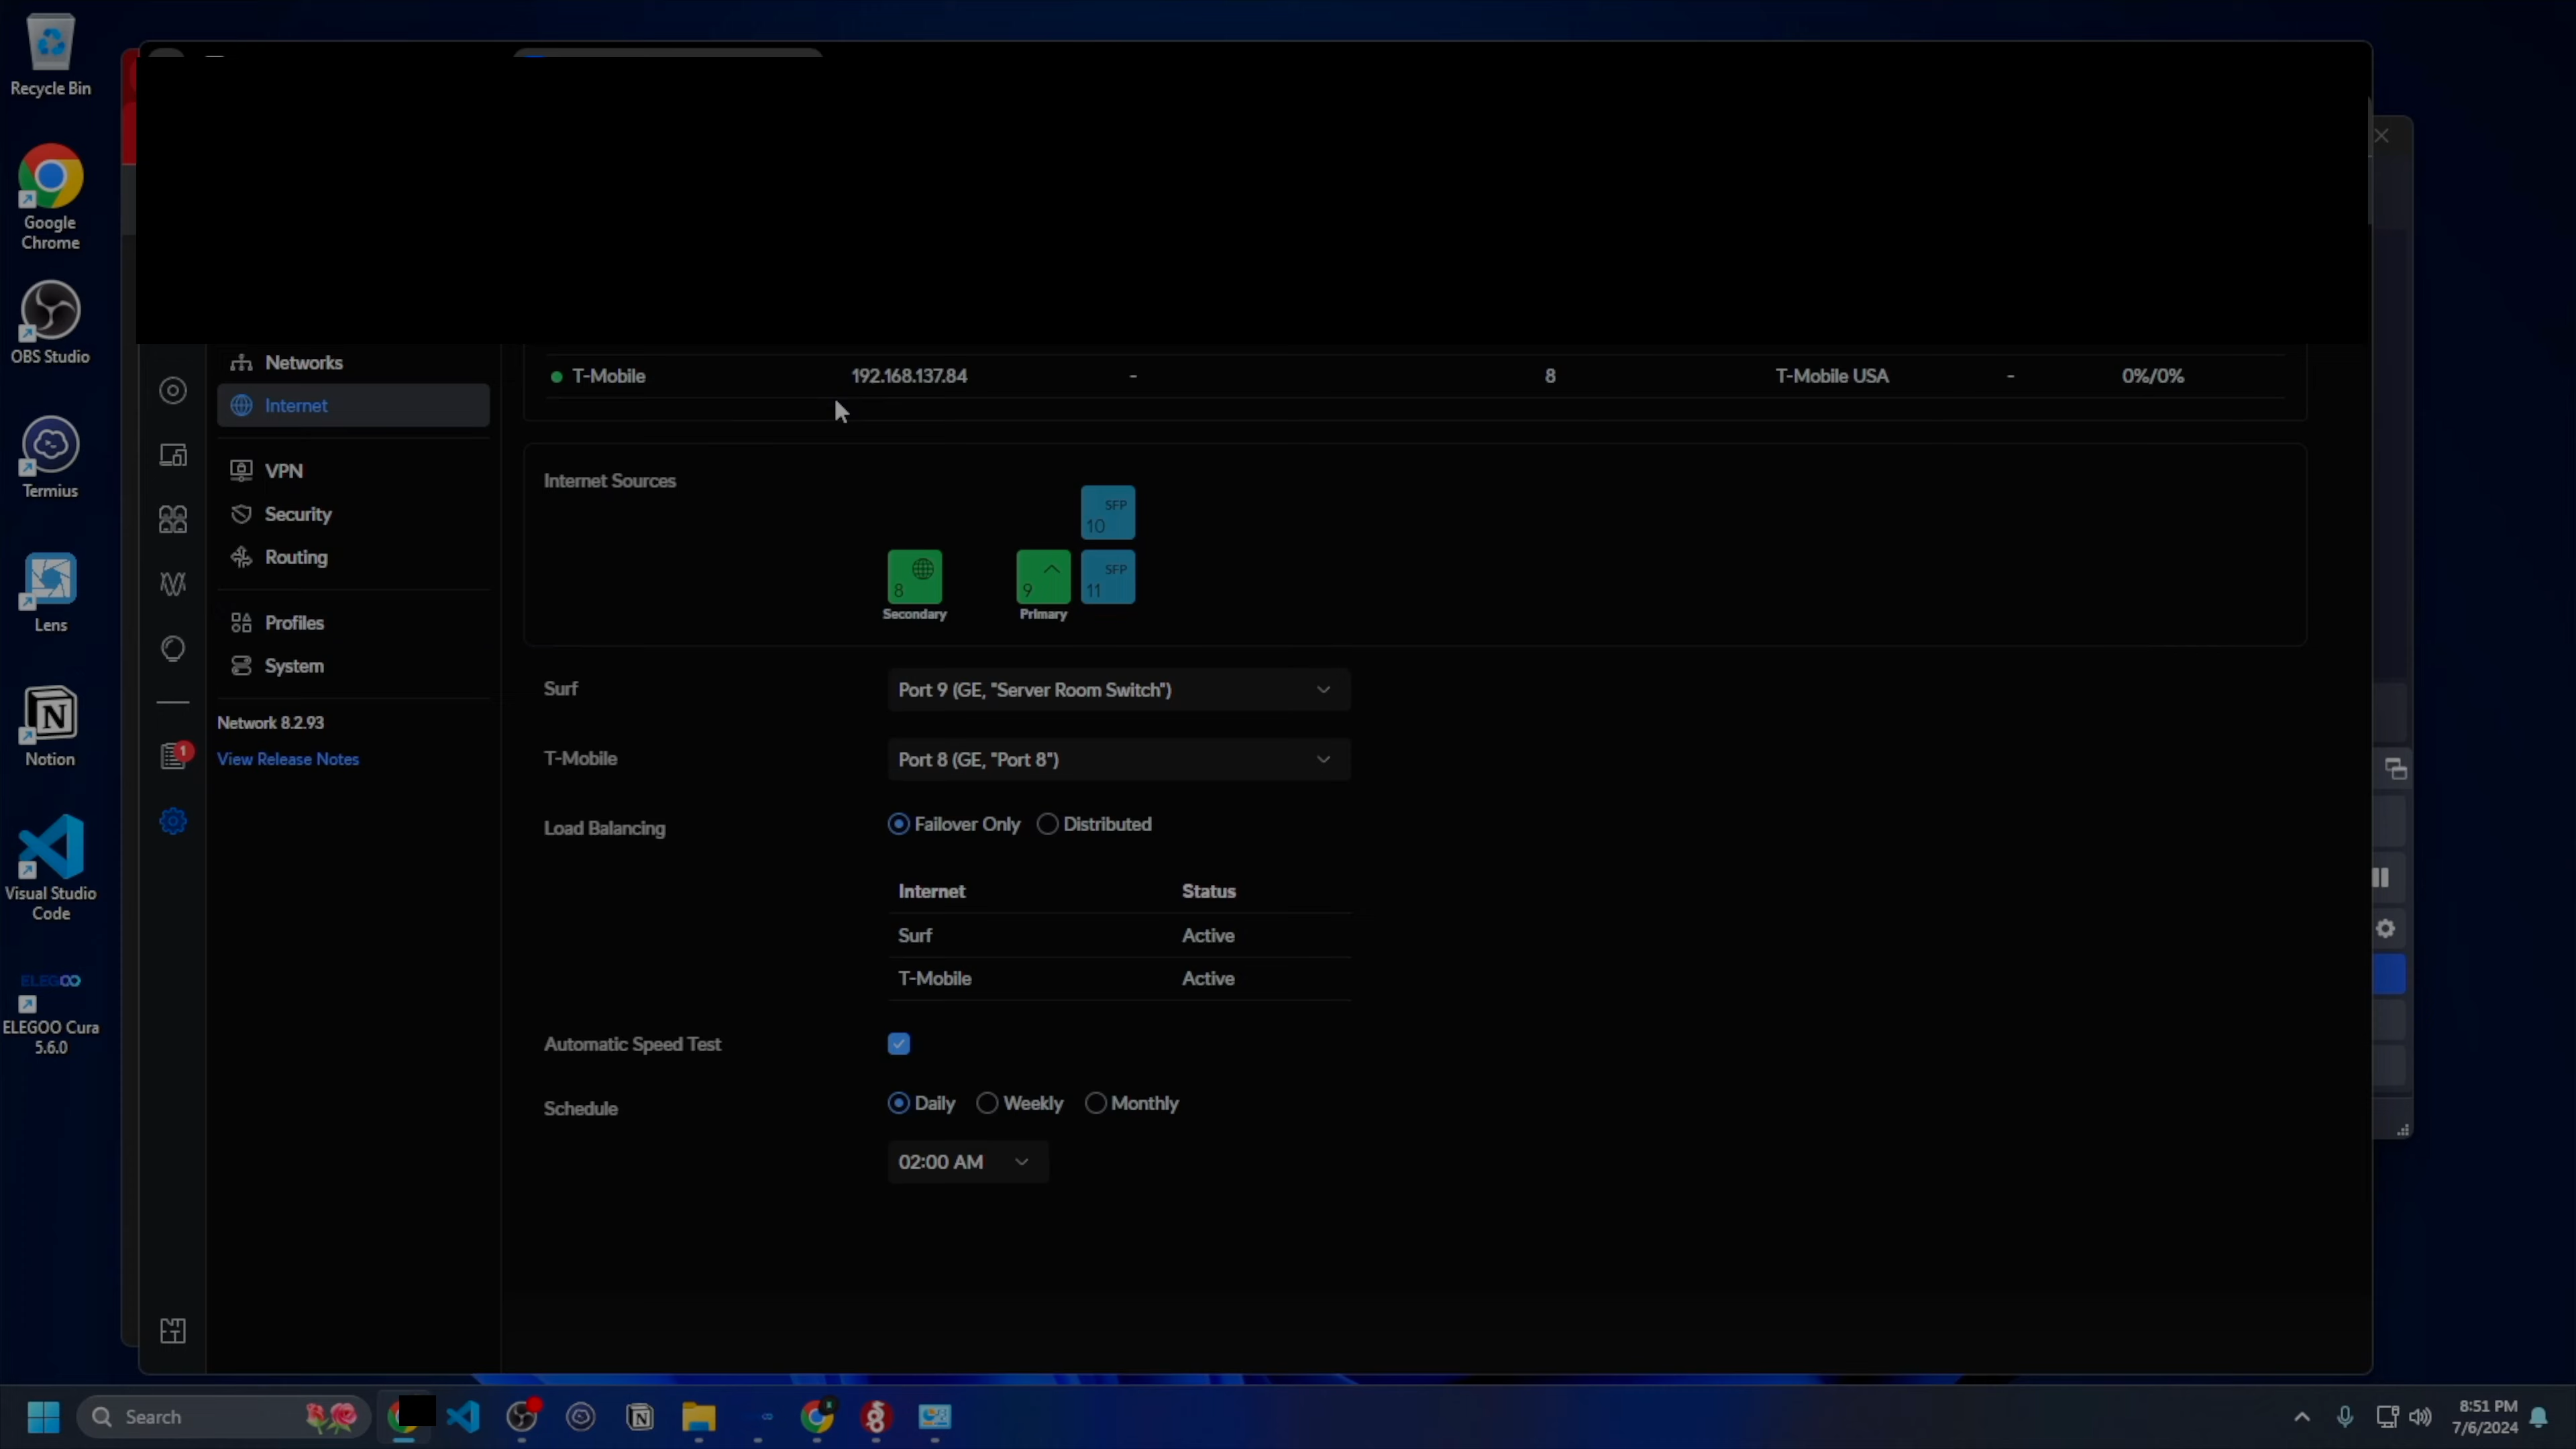 Recycle Bin
Google
Chrome
OBS Studio
Termius
Lens
Notion
Visual Studio
Code
ELEGOO
ELEGOO Cura
5.6.0
Networks
Internet
VPN
Security
Routing
Profiles
System
Network 8.2.93
View Release Notes
1
T-Mobile 192.168.137.84 - 8 T-Mobile USA - 0%/0%
Internet Sources
SFP
10
8
9
SFP
11
Secondary
Primary
Surf Port 9 (GE, "Server Room Switch")
T-Mobile Port 8 (GE, "Port 8")
Load Balancing Failover Only Distributed
Internet Status
Surf Active
T-Mobile Active
Automatic Speed Test
Schedule Daily Weekly Monthly
02:00 AM
Search
8:51 PM
7/6/2024